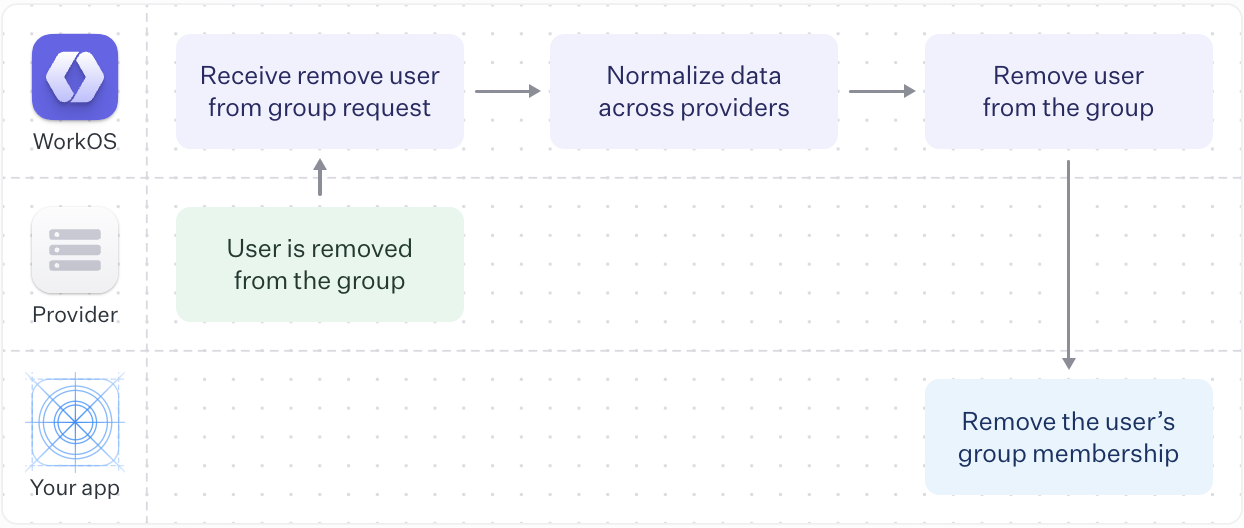 WorkOS
Receive remove user
from group request
Normalize data
across providers
Remove user
from the group
Provider
User is removed
from the group
Your app
Remove the user’s
group membership